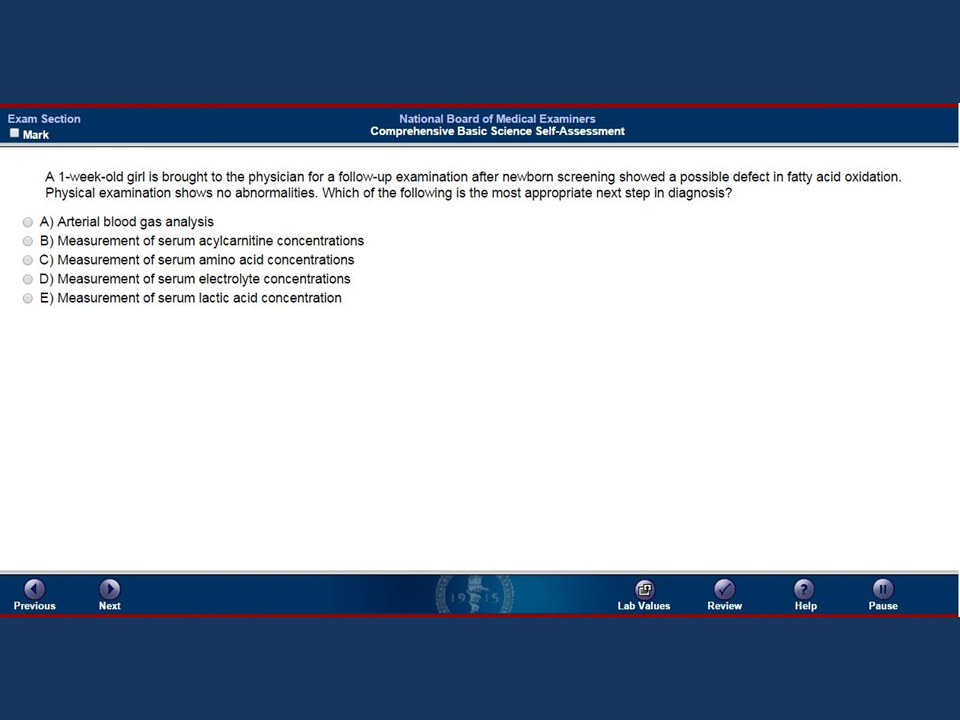 Exam Section
Mark
National Board of Medical Examiners
Comprehensive Basic Science Self-Assessment
A 1-week-old girl is brought to the physician for a follow-up examination after newborn screening showed a possible defect in fatty acid oxidation.
Physical examination shows no abnormalities. Which of the following is the most appropriate next step in diagnosis?
A) Arterial blood gas analysis
B) Measurement of serum acylcarnitine concentrations
C) Measurement of serum amino acid concentrations
D) Measurement of serum electrolyte concentrations
E) Measurement of serum lactic acid concentration
Previous
Next
1915
Lab Values
Review
Help
Pause